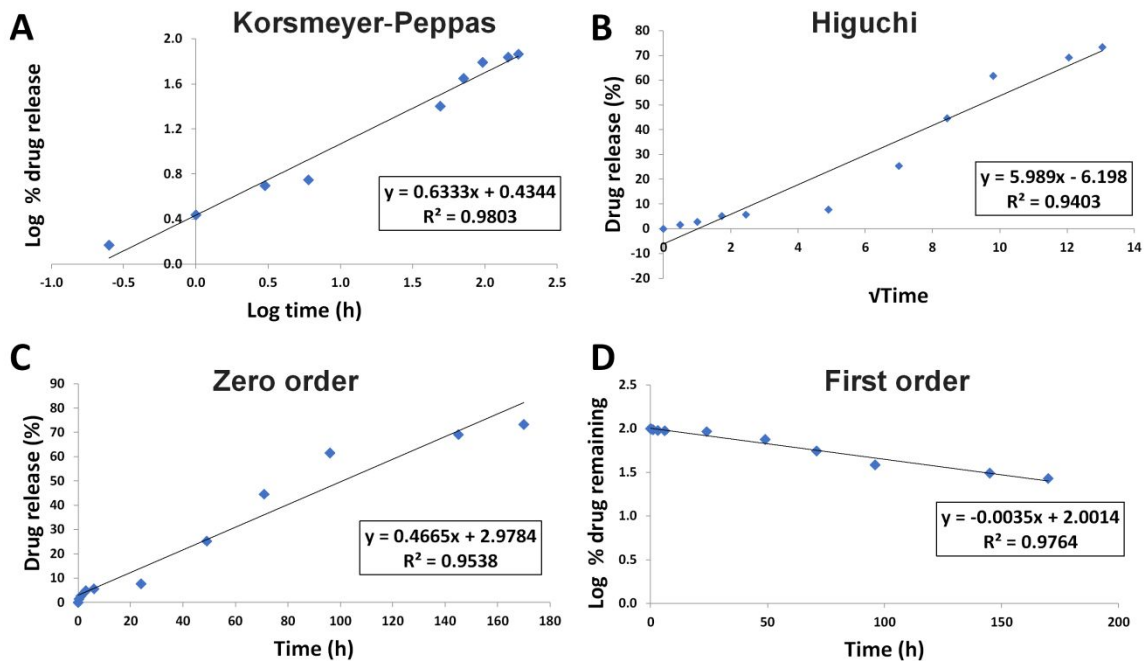 A
Korsmeyer-Peppas
Log % drug release
2.0
1.6
1.2
0.8
0.4
0.0
-1.0 -0.5 0.0 0.5 1.0 1.5 2.0 2.5
Log time (h)
y = 0.6333x + 0.4344
R² = 0.9803
B
Higuchi
Drug release (%)
80
70
60
50
40
30
20
10
0
-10
-20
0 2 4 6 8 10 12 14
√Time
y = 5.989x - 6.198
R² = 0.9403
C
Zero order
Drug release (%)
90
80
70
60
50
40
30
20
10
0
0 20 40 60 80 100 120 140 160 180
Time (h)
y = 0.4665x + 2.9784
R² = 0.9538
D
First order
Log % drug remaining
2.5
2.0
1.5
1.0
0.5
0.0
0 50 100 150 200
Time (h)
y = -0.0035x + 2.0014
R² = 0.9764